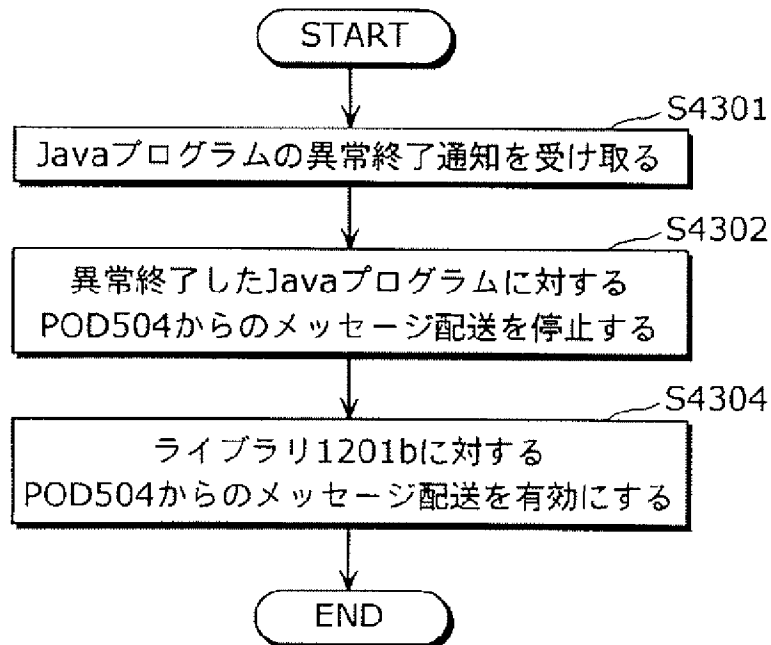 START
S4301
Javaプログラムの異常終了通知を受け取る
S4302
異常終了したJavaプログラムに対する
POD504からのメッセージ配送を停止する
S4304
ライブラリ1201bに対する
POD504からのメッセージ配送を有効にする
END